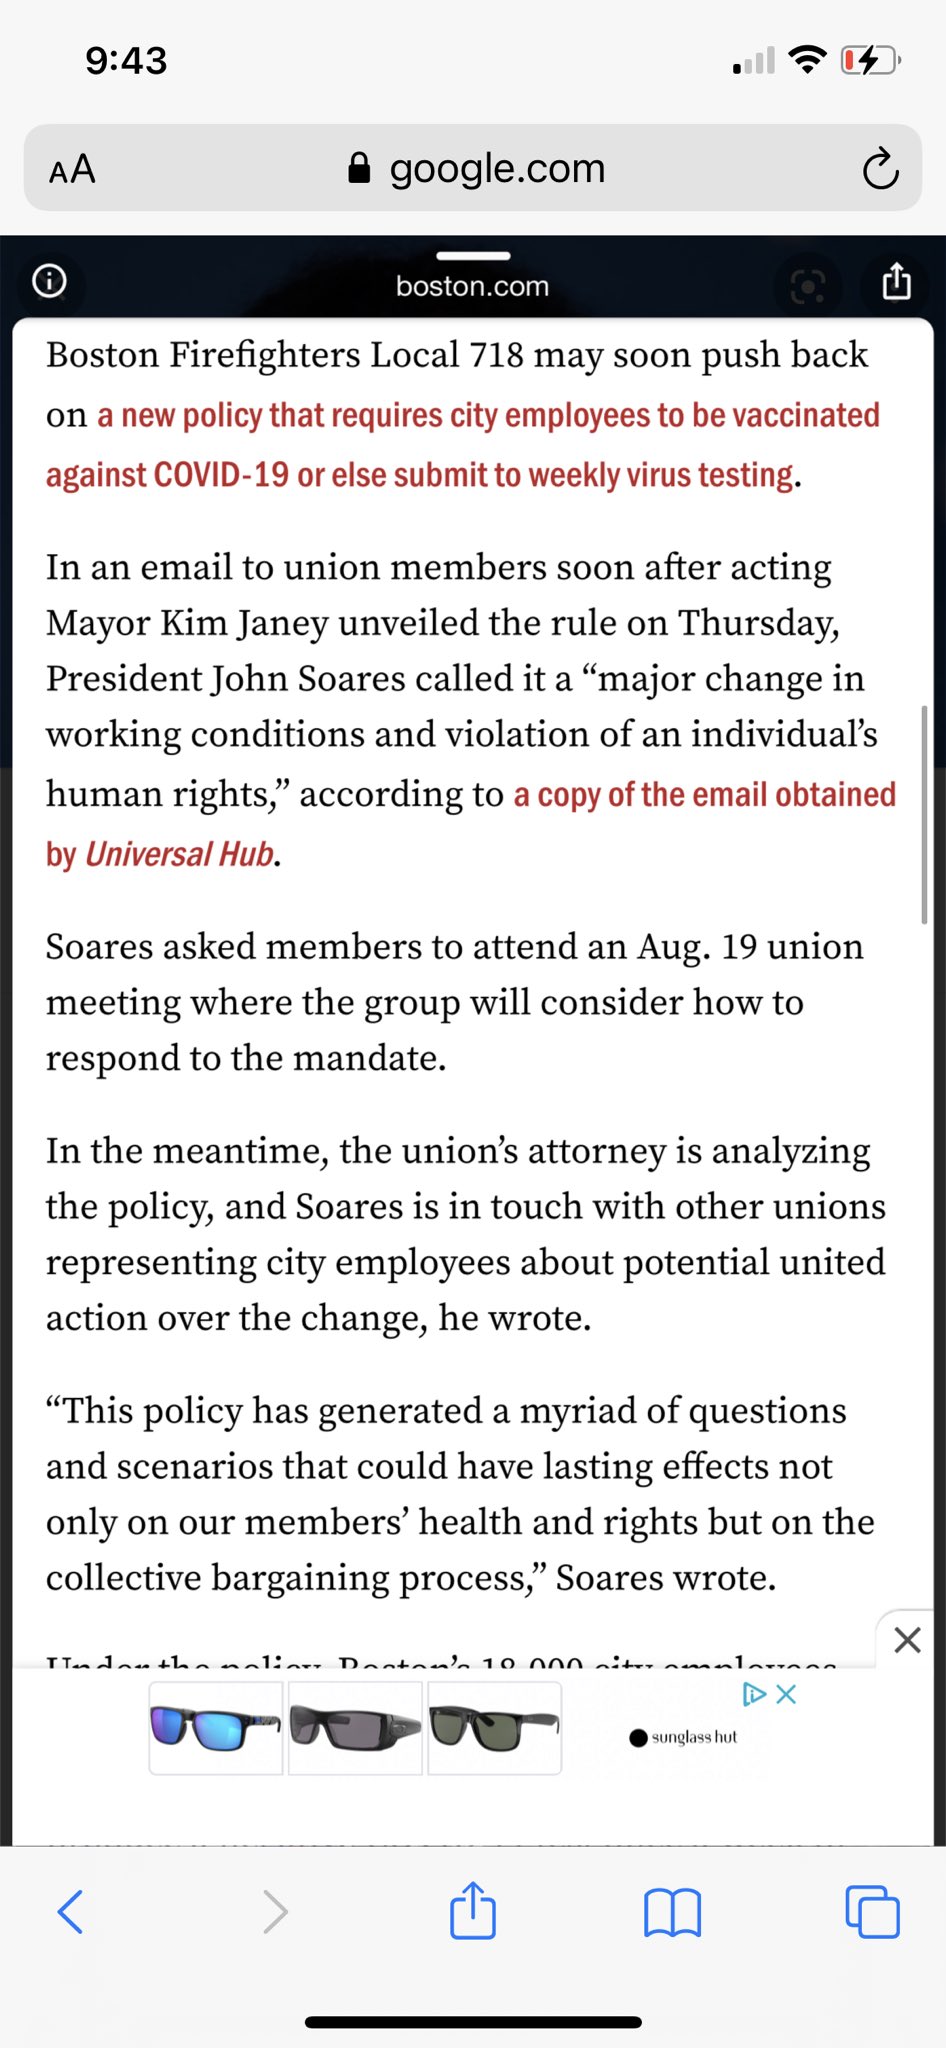 9:43
AA google.com
boston.com
Boston Firefighters Local 718 may soon push back
on a new policy that requires city employees to be vaccinated
against COVID-19 or else submit to weekly virus testing.
In an email to union members soon after acting
Mayor Kim Janey unveiled the rule on Thursday,
President John Soares called it a “major change in
working conditions and violation of an individual’s
human rights,” according to a copy of the email obtained
by Universal Hub.
Soares asked members to attend an Aug. 19 union
meeting where the group will consider how to
respond to the mandate.
In the meantime, the union’s attorney is analyzing
the policy, and Soares is in touch with other unions
representing city employees about potential united
action over the change, he wrote.
“This policy has generated a myriad of questions
and scenarios that could have lasting effects not
only on our members’ health and rights but on the
collective bargaining process,” Soares wrote.
Under the policy, Boston’s 18,000 city employees
sunglass hut